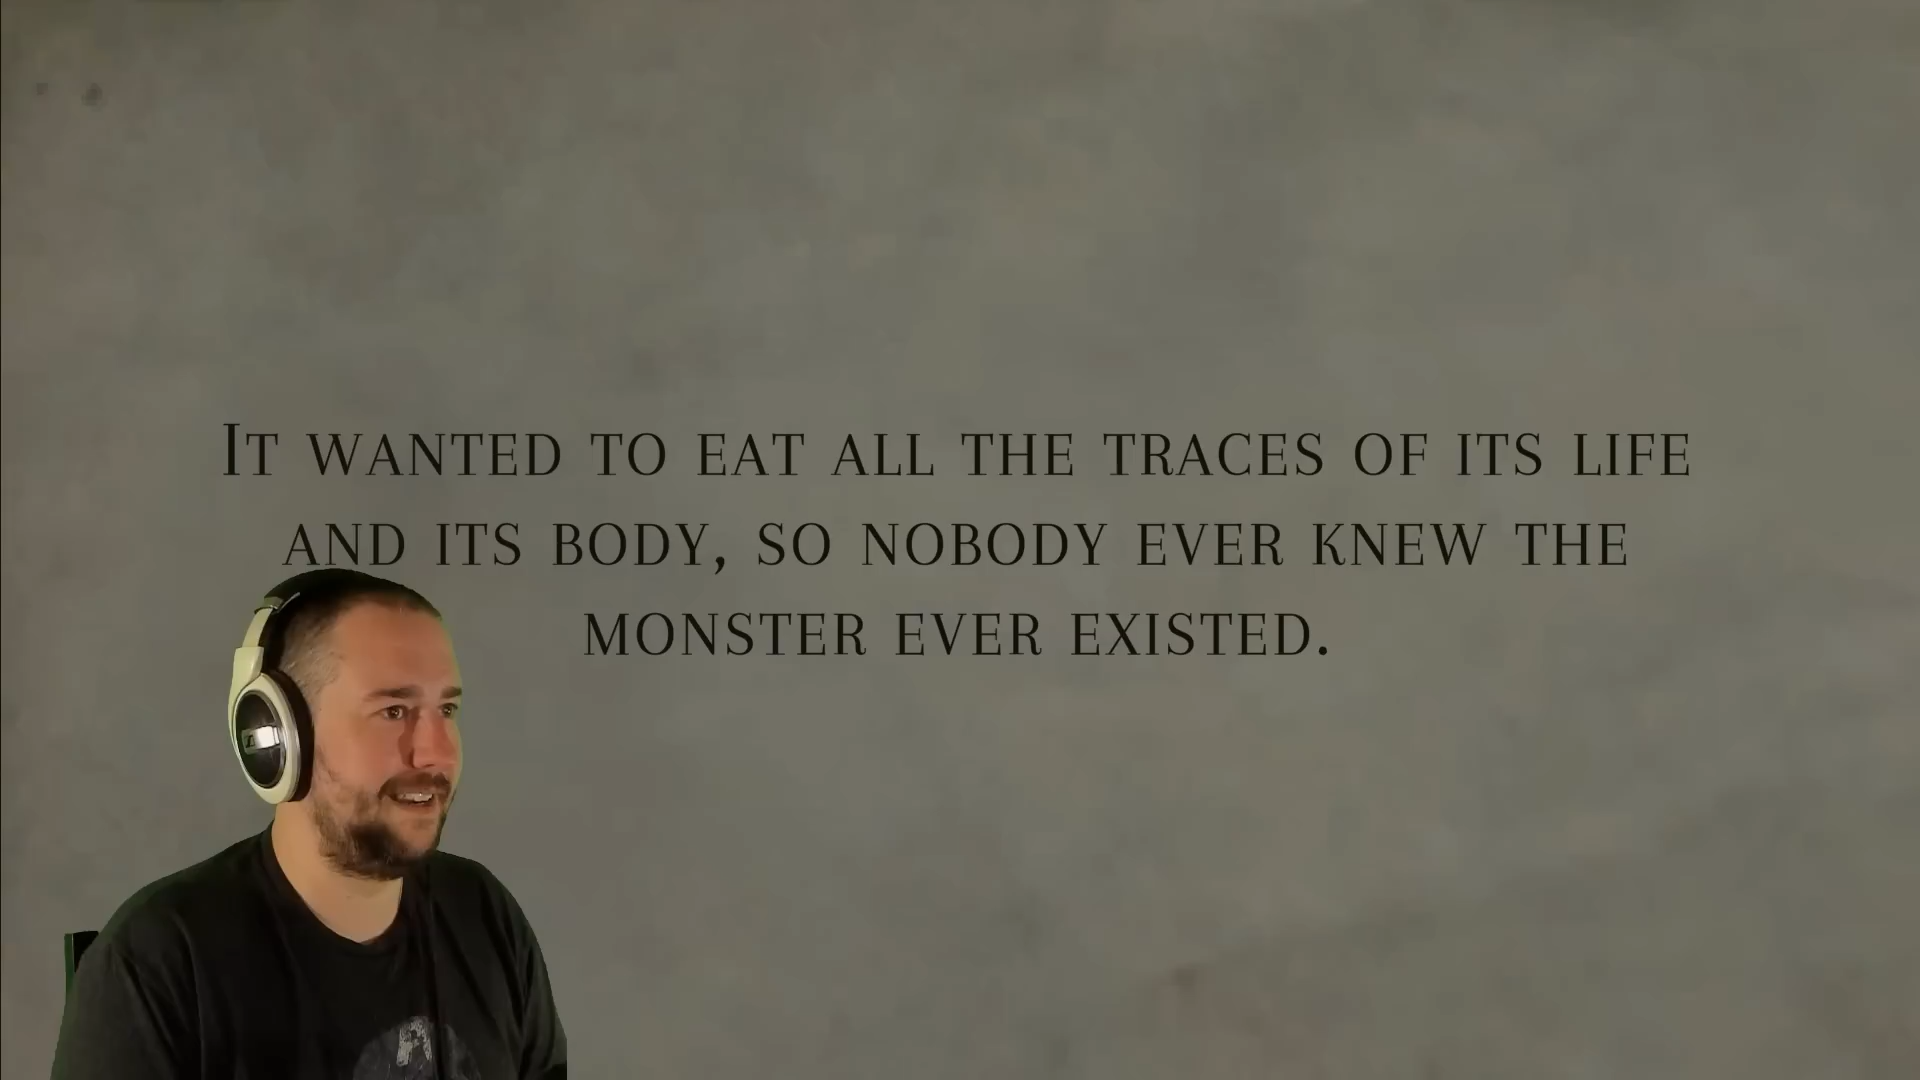 It wanted to eat all the traces of its life
and its body, so nobody ever knew the
monster ever existed.